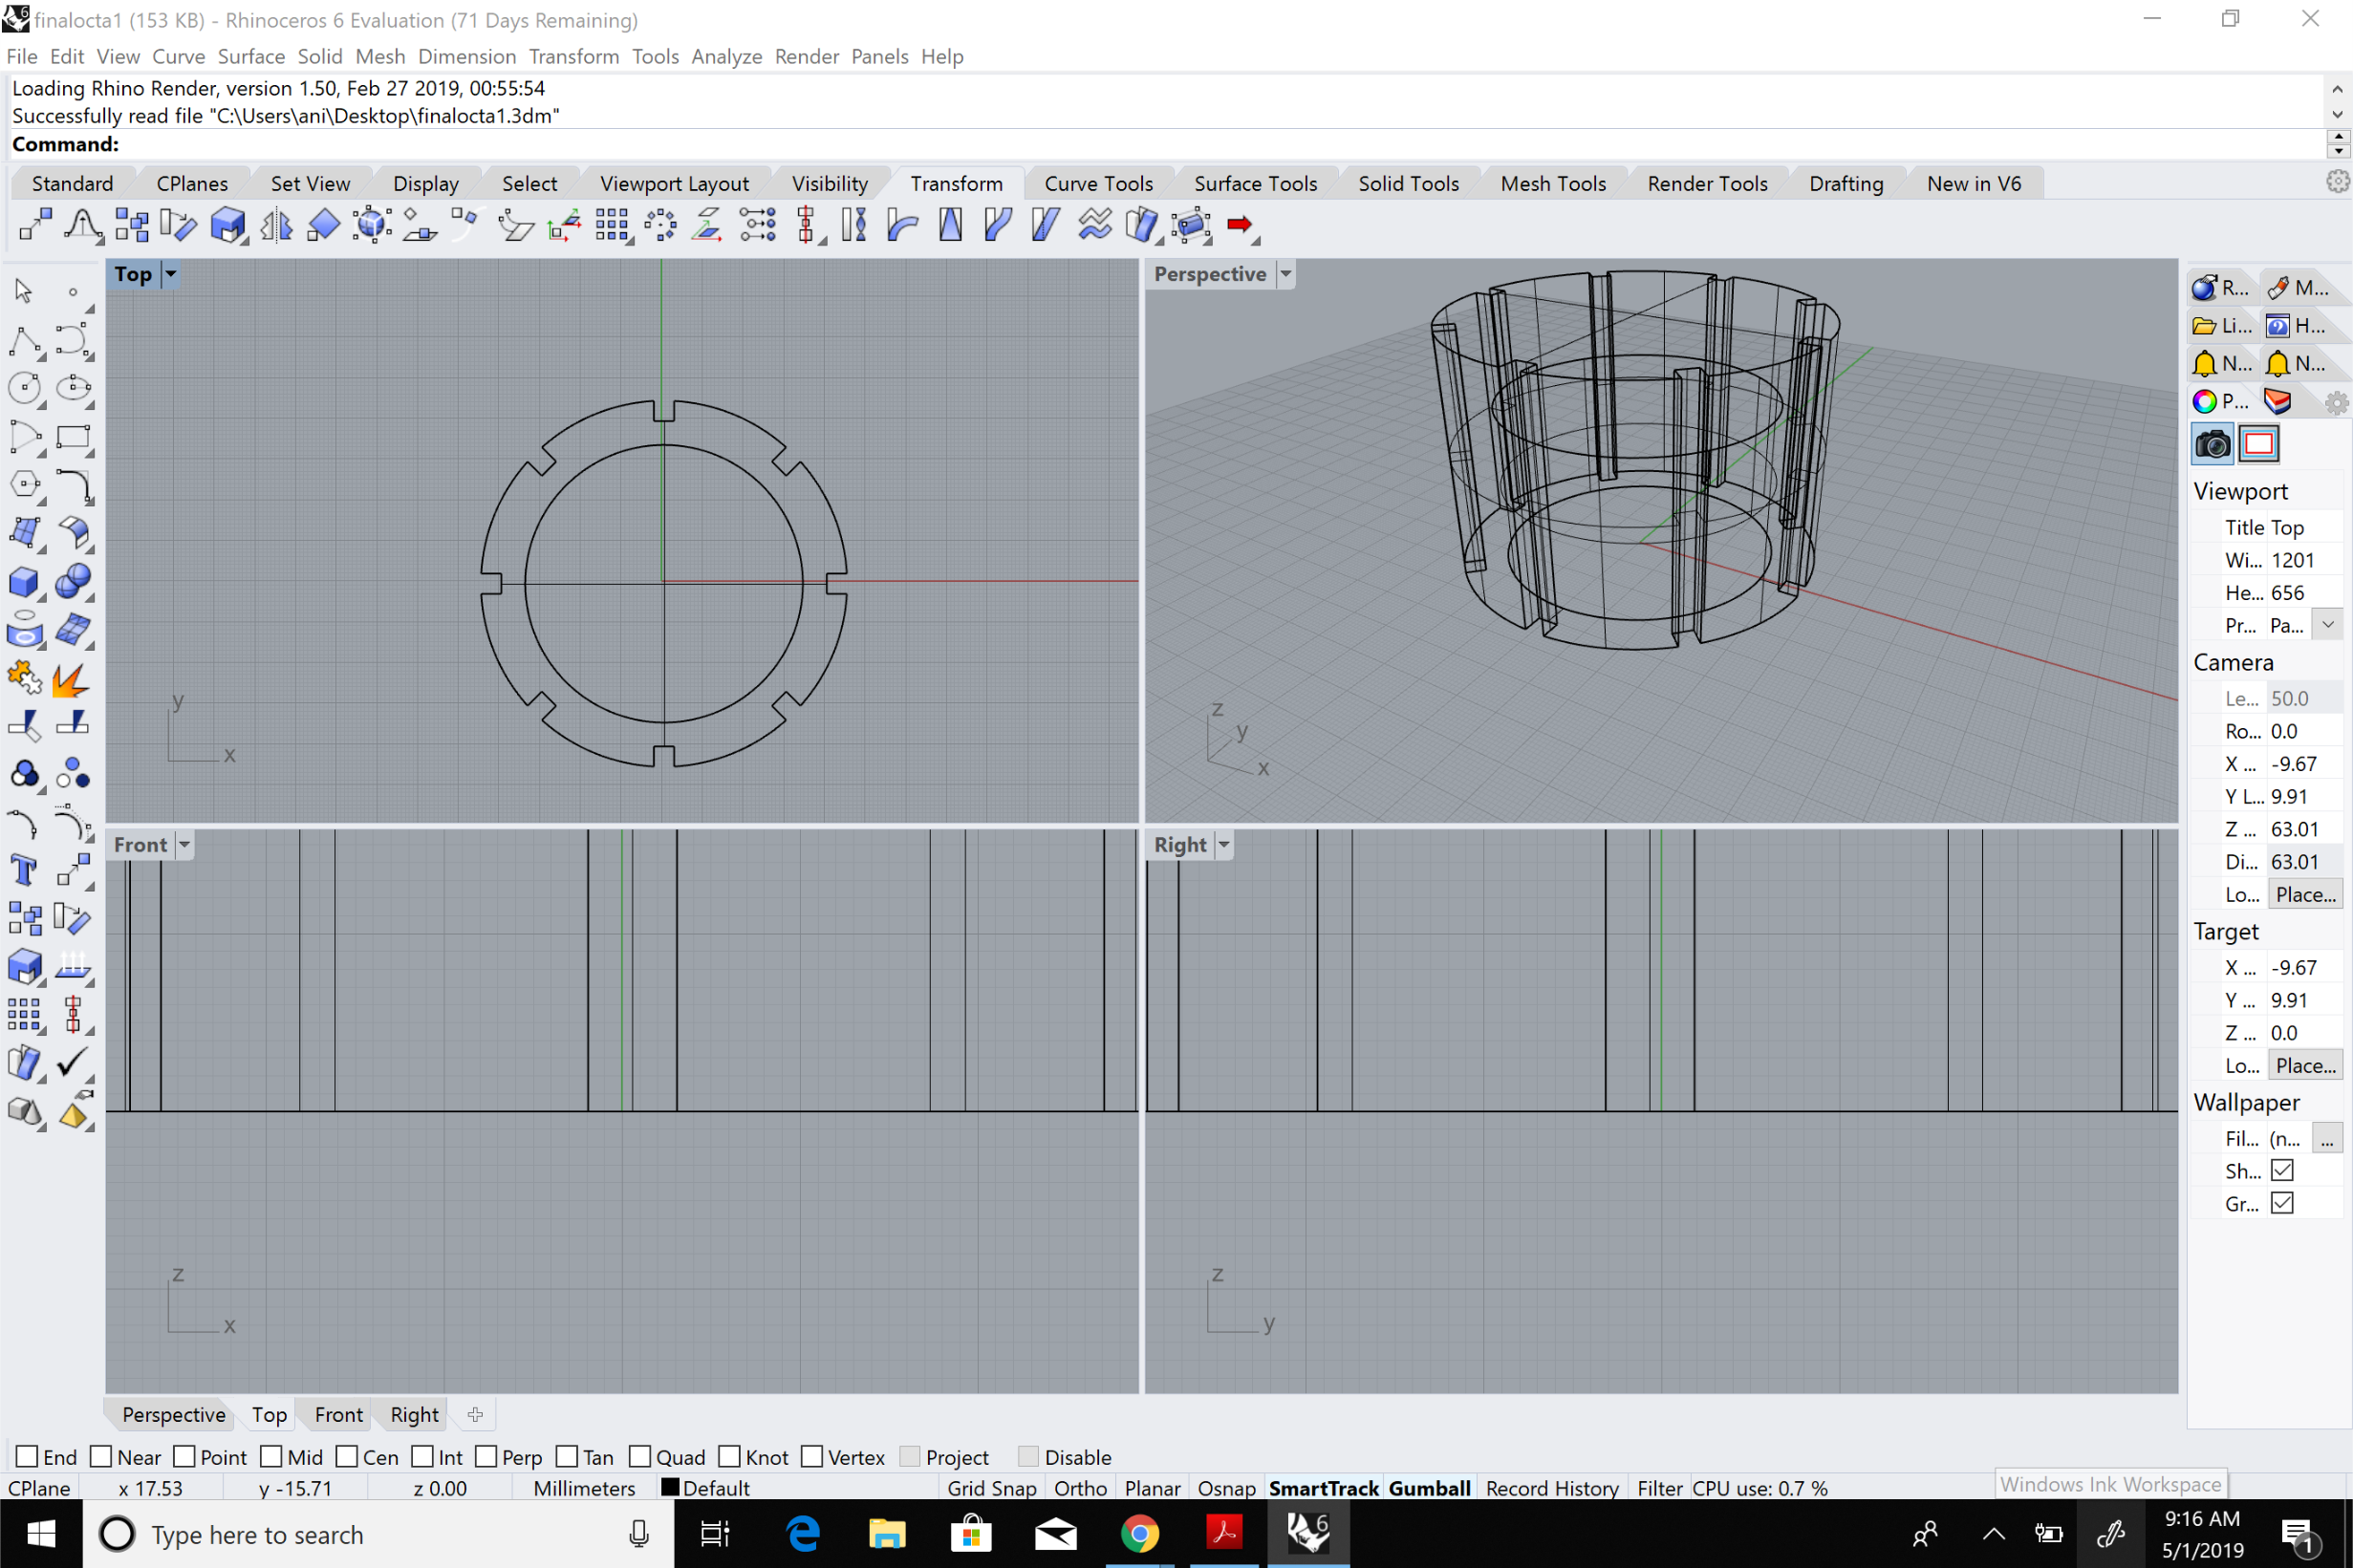 finalocta1 (153 KB) - Rhinoceros 6 Evaluation (71 Days Remaining)
File Edit View Curve Surface Solid Mesh Dimension Transform Tools Analyze Render Panels Help
Loading Rhino Render, version 1.50, Feb 27 2019, 00:55:54
Successfully read file "C:\Users\ani\Desktop\finalocta1.3dm"
Command:
Standard CPlanes Set View Display Select Viewport Layout Visibility Transform Curve Tools Surface Tools Solid Tools Mesh Tools Render Tools Drafting New in V6
Top
y
x
Perspective
z
y
x
Front
z
x
Right
z
y
R... M...
Li... H...
N... N...
P...
Viewport
Title Top
Wi... 1201
He... 656
Pr... Pa...
Camera
Le... 50.0
Ro... 0.0
X ... -9.67
Y L... 9.91
Z ... 63.01
Di... 63.01
Lo... Place...
Target
X ... -9.67
Y ... 9.91
Z ... 0.0
Lo... Place...
Wallpaper
Fil... (n... ...
Sh...
Gr...
Perspective Top Front Right
End Near Point Mid Cen Int Perp Tan Quad Knot Vertex Project Disable
CPlane x 17.53 y -15.71 z 0.00 Millimeters Default Grid Snap Ortho Planar Osnap SmartTrack Gumball Record History Filter CPU use: 0.7 %
Windows Ink Workspace
Type here to search
6
9:16 AM
5/1/2019
1